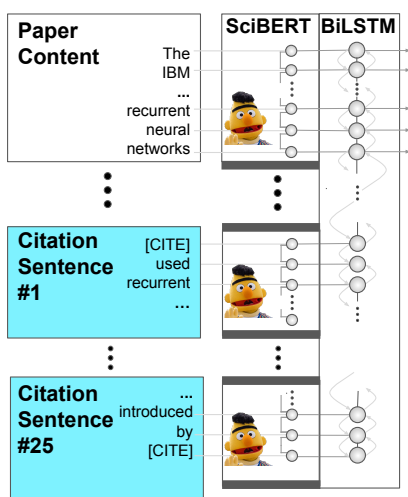 Paper Content
The
IBM
...
recurrent
neural
networks
SciBERT
BiLSTM
Citation Sentence #1
[CITE]
used
recurrent
...
Citation Sentence #25
...
introduced
by
[CITE]